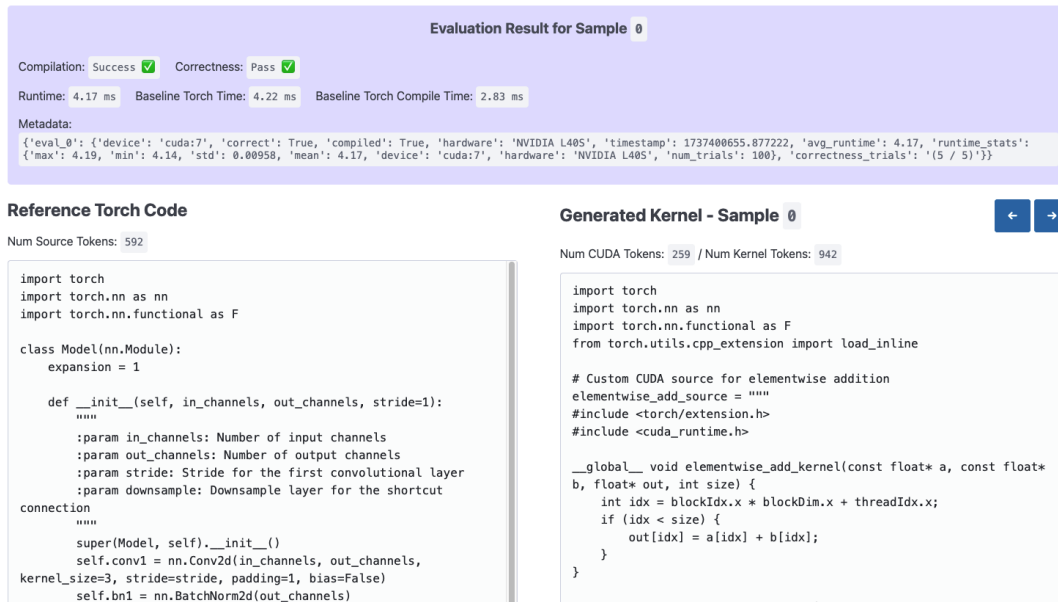 Evaluation Result for Sample 0
Compilation: Success ✅ Correctness: Pass ✅
Runtime: 4.17 ms Baseline Torch Time: 4.22 ms Baseline Torch Compile Time: 2.83 ms
Metadata:
{'eval_0': {'device': 'cuda:7', 'correct': True, 'compiled': True, 'hardware': 'NVIDIA L40S', 'timestamp': 1737400655.877222, 'avg_runtime': 4.17, 'runtime_stats':
{'max': 4.19, 'min': 4.14, 'std': 0.00958, 'mean': 4.17, 'device': 'cuda:7', 'hardware': 'NVIDIA L40S', 'num_trials': 100}, 'correctness_trials': '(5 / 5)'}}
Reference Torch Code
Num Source Tokens: 592
import torch
import torch.nn as nn
import torch.nn.functional as F
class Model(nn.Module):
    expansion = 1
    def __init__(self, in_channels, out_channels, stride=1):
        """
        :param in_channels: Number of input channels
        :param out_channels: Number of output channels
        :param stride: Stride for the first convolutional layer
        :param downsample: Downsample layer for the shortcut
connection
        """
        super(Model, self).__init__()
        self.conv1 = nn.Conv2d(in_channels, out_channels,
kernel_size=3, stride=stride, padding=1, bias=False)
        self.bn1 = nn.BatchNorm2d(out_channels)
Generated Kernel - Sample 0
← →
Num CUDA Tokens: 259 / Num Kernel Tokens: 942
import torch
import torch.nn as nn
import torch.nn.functional as F
from torch.utils.cpp_extension import load_inline
# Custom CUDA source for elementwise addition
elementwise_add_source = """
#include <torch/extension.h>
#include <cuda_runtime.h>
__global__ void elementwise_add_kernel(const float* a, const float*
b, float* out, int size) {
    int idx = blockIdx.x * blockDim.x + threadIdx.x;
    if (idx < size) {
        out[idx] = a[idx] + b[idx];
    }
}